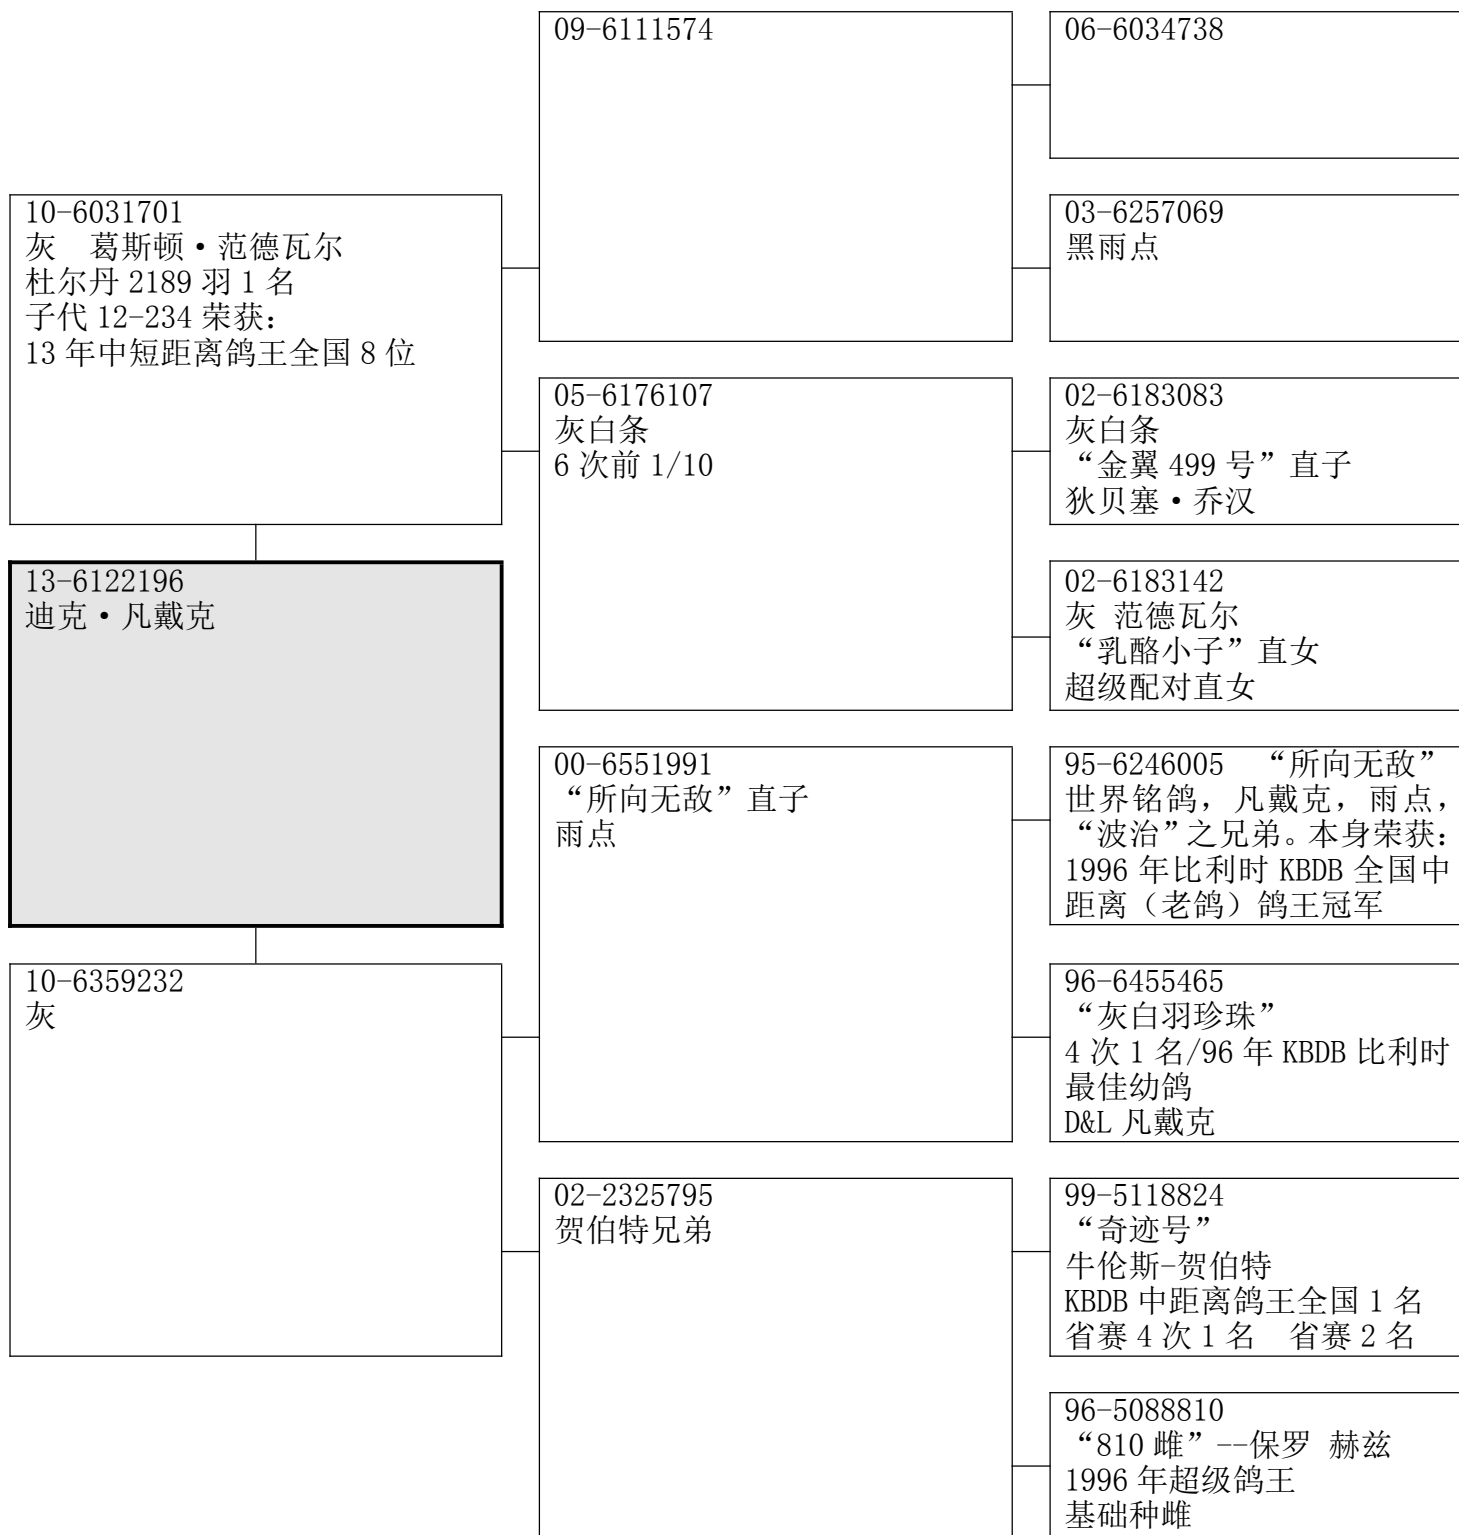 09-6111574
06-6034738
10-6031701
灰　葛斯顿·范德瓦尔
杜尔丹 2189 羽 1 名
子代 12-234 荣获：
13 年中短距离鸽王全国 8 位
03-6257069
黑雨点
05-6176107
灰白条
6 次前 1/10
02-6183083
灰白条
“金翼 499 号”直子
狄贝塞·乔汉
13-6122196
迪克·凡戴克
02-6183142
灰 范德瓦尔
“乳酪小子”直女
超级配对直女
00-6551991
“所向无敌”直子
雨点
95-6246005　“所向无敌”
世界铭鸽，凡戴克，雨点，
“波治”之兄弟。本身荣获：
1996 年比利时 KBDB 全国中
距离（老鸽）鸽王冠军
10-6359232
灰
96-6455465
“灰白羽珍珠”
4 次 1 名/96 年 KBDB 比利时
最佳幼鸽
D&L 凡戴克
02-2325795
贺伯特兄弟
99-5118824
“奇迹号”
牛伦斯-贺伯特
KBDB 中距离鸽王全国 1 名
省赛 4 次 1 名　省赛 2 名
96-5088810
“810 雌”--保罗 赫兹
1996 年超级鸽王
基础种雌